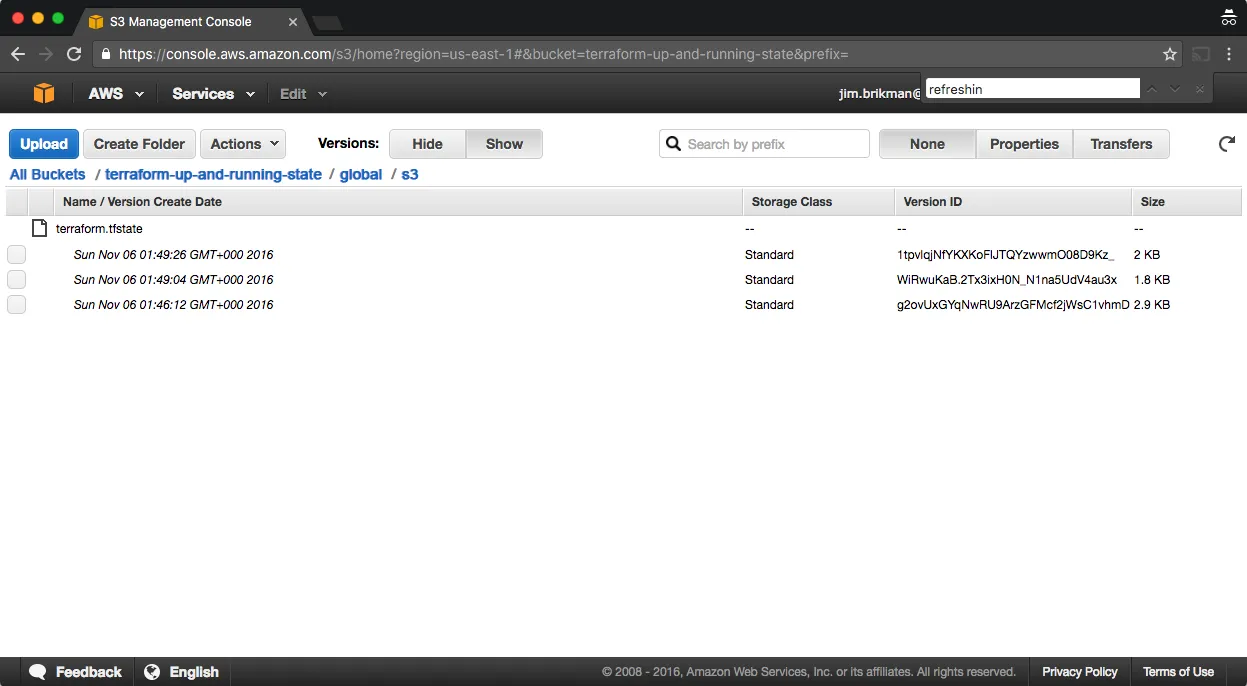 S3 Management Console
https://console.aws.amazon.com/s3/home?region=us-east-1#&bucket=terraform-up-and-running-state&prefix=
AWS Services Edit jim.brikman@ refreshin
Upload Create Folder Actions Versions: Hide Show Search by prefix None Properties Transfers
All Buckets / terraform-up-and-running-state / global / s3
Name / Version Create Date Storage Class Version ID Size
terraform.tfstate -- -- --
Sun Nov 06 01:49:26 GMT+000 2016 Standard 1tpvlqjNfYKXKoFlJTQYzwwmO08D9Kz_ 2 KB
Sun Nov 06 01:49:04 GMT+000 2016 Standard WiRwuKaB.2Tx3ixH0N_N1na5UdV4au3x 1.8 KB
Sun Nov 06 01:46:12 GMT+000 2016 Standard g2ovUxGYqNwRU9ArzGFMcf2jWsC1vhmD 2.9 KB
Feedback English © 2008 - 2016, Amazon Web Services, Inc. or its affiliates. All rights reserved. Privacy Policy Terms of Use